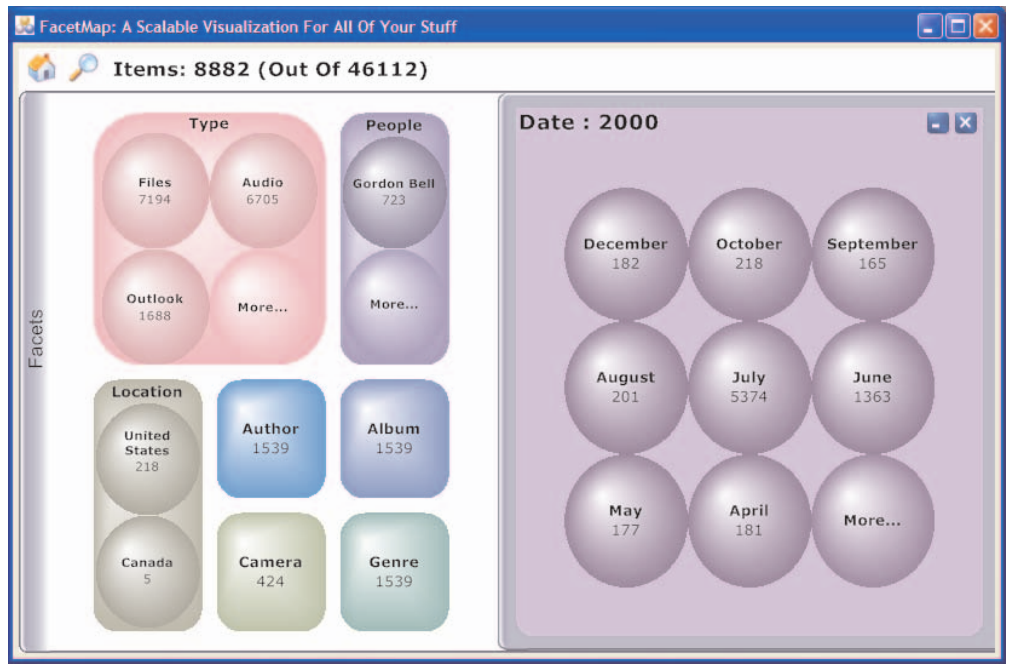 FacetMap: A Scalable Visualization For All Of Your Stuff
Items: 8882 (Out Of 46112)
Facets
Type
Files
7194
Audio
6705
Outlook
1688
More...
People
Gordon Bell
723
More...
Location
United
States
218
Canada
5
Author
1539
Album
1539
Camera
424
Genre
1539
Date : 2000
December
182
October
218
September
165
August
201
July
5374
June
1363
May
177
April
181
More...